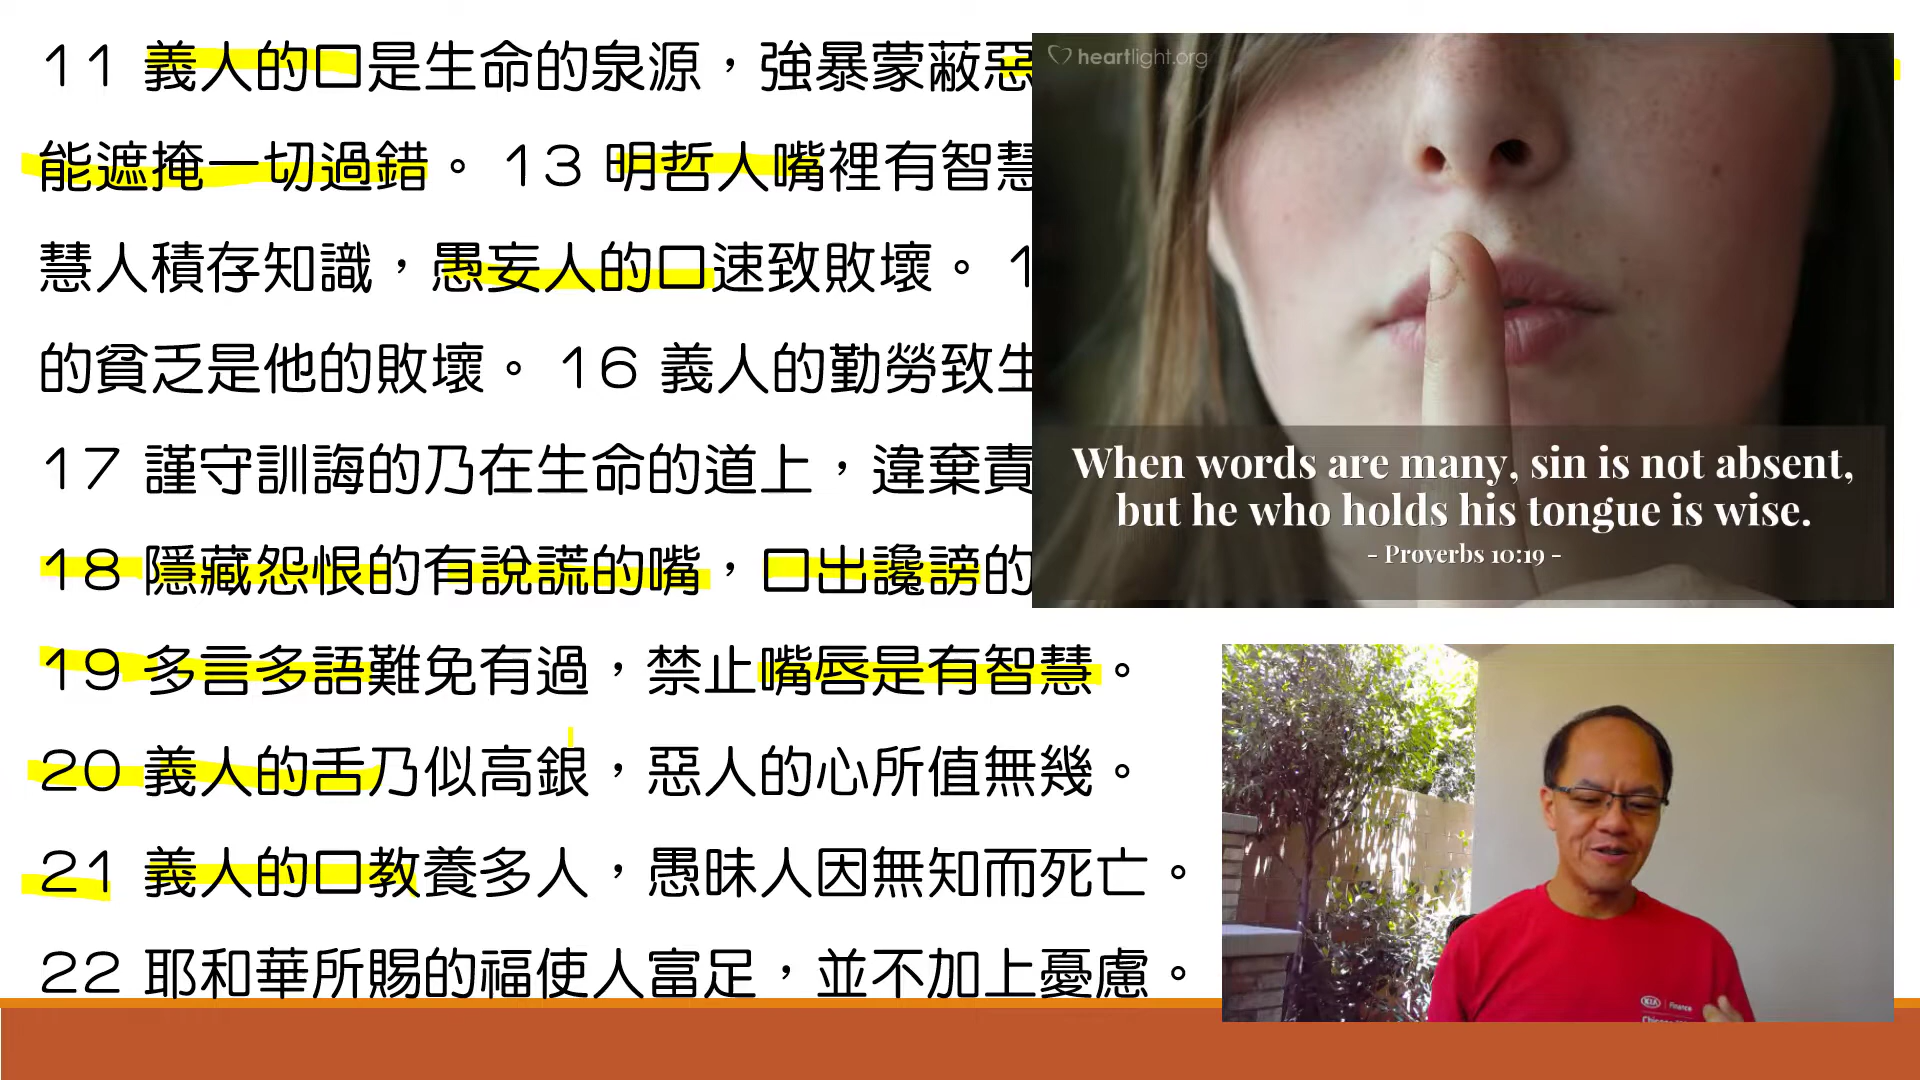 11 義人的口是生命的泉源，強暴蒙蔽惡
能遮掩一切過錯。 13 明哲人嘴裡有智慧
慧人積存知識，愚妄人的口速致敗壞。 1
的貧乏是他的敗壞。 16 義人的勤勞致生
17 謹守訓誨的乃在生命的道上，違棄責
18 隱藏怨恨的有說謊的嘴，口出讒謗的
19 多言多語難免有過，禁止嘴唇是有智慧。
20 義人的舌乃似高銀，惡人的心所值無幾。
21 義人的口教養多人，愚昧人因無知而死亡。
22 耶和華所賜的福使人富足，並不加上憂慮。
heartlight.org
When words are many, sin is not absent,
but he who holds his tongue is wise.
- Proverbs 10:19 -
KIA Finance